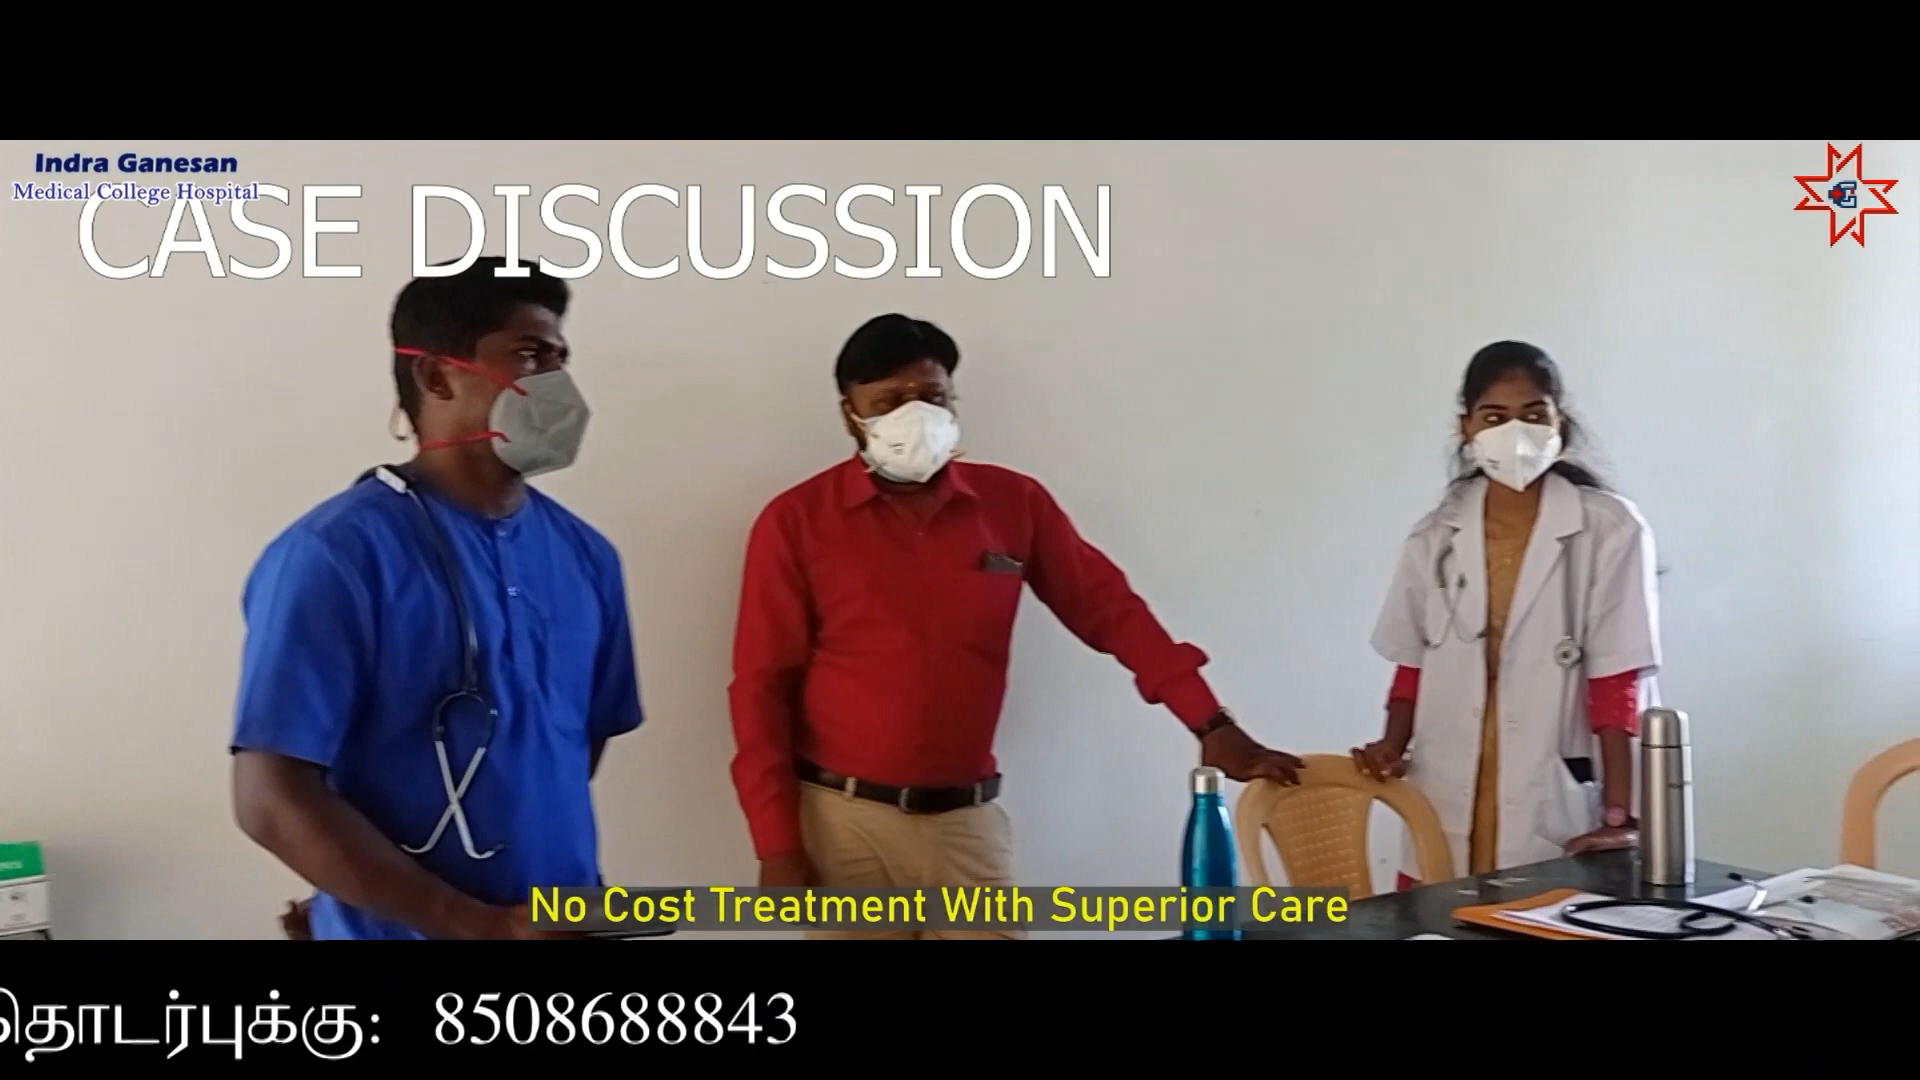 Indra Ganesan
Medical College Hospital
CASE DISCUSSION
No Cost Treatment With Superior Care
தொடர்புக்கு: 8508688843